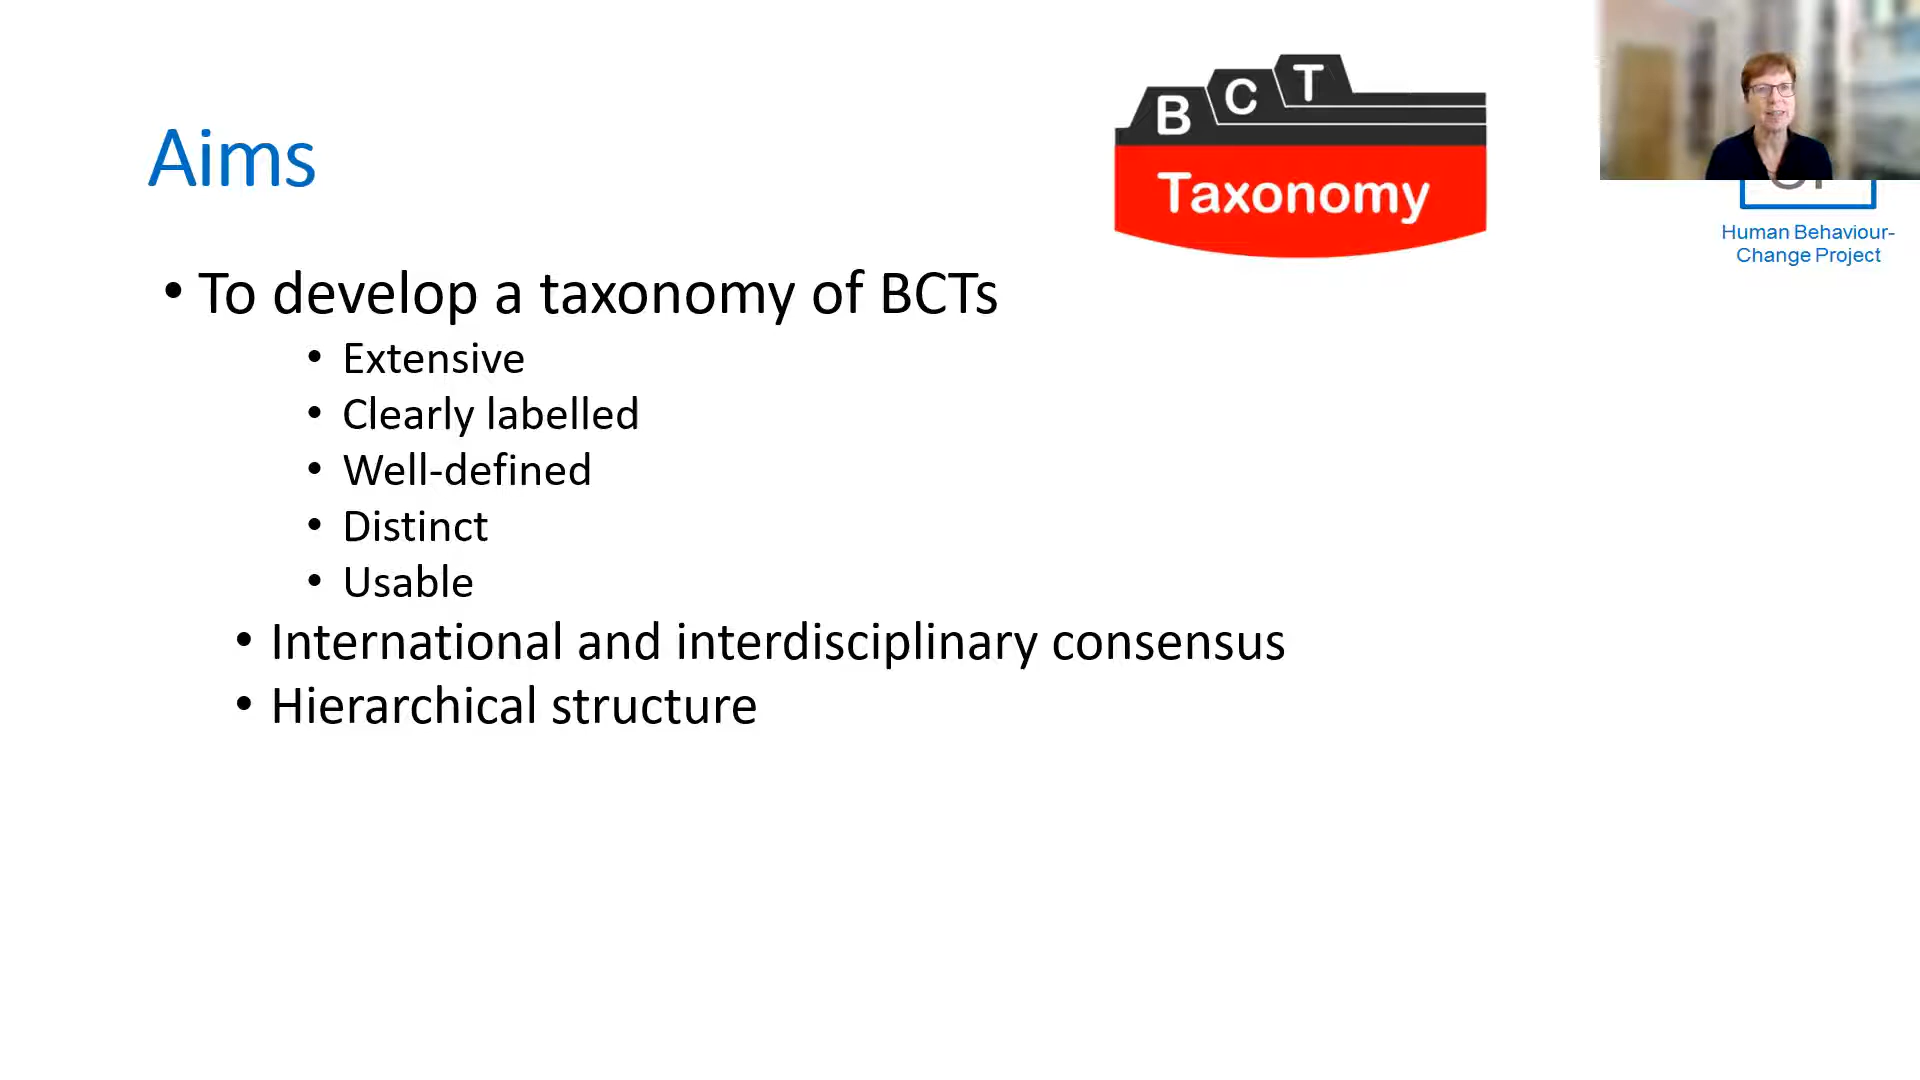 B C T
Taxonomy
Aims
Human Behaviour-
Change Project
• To develop a taxonomy of BCTs
• Extensive
• Clearly labelled
• Well-defined
• Distinct
• Usable
• International and interdisciplinary consensus
• Hierarchical structure